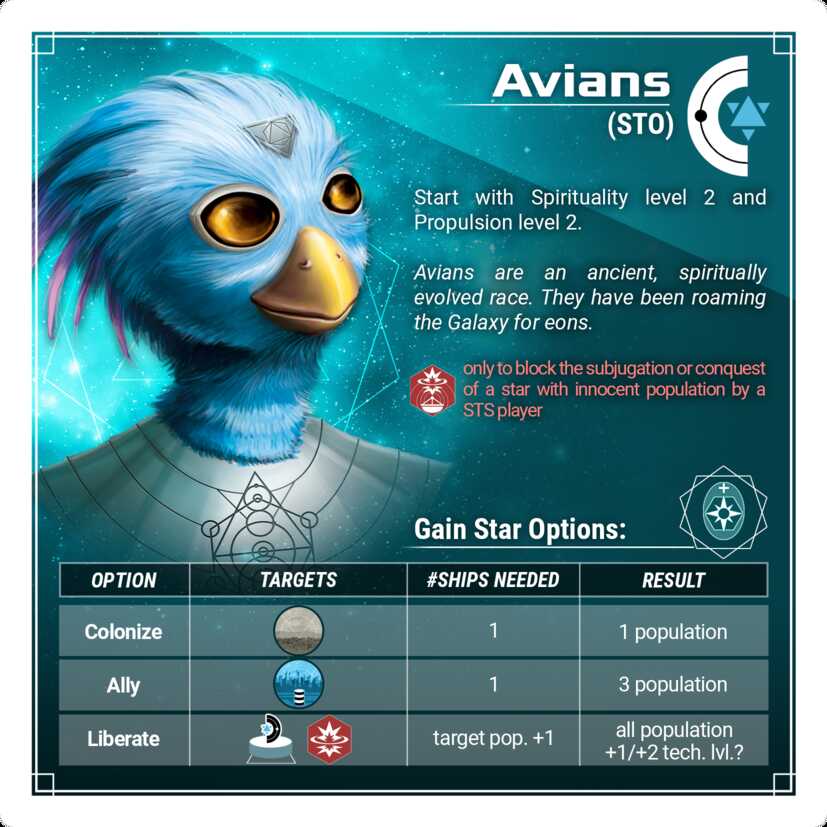 Avians
(STO)
Start with Spirituality level 2 and
Propulsion level 2.
Avians are an ancient, spiritually
evolved race. They have been roaming
the Galaxy for eons.
only to block the subjugation or conquest
of a star with innocent population by a
STS player
Gain Star Options:
OPTION TARGETS #SHIPS NEEDED RESULT
Colonize 1 1 population
Ally 1 3 population
Liberate target pop. +1 all population
+1/+2 tech. lvl.?